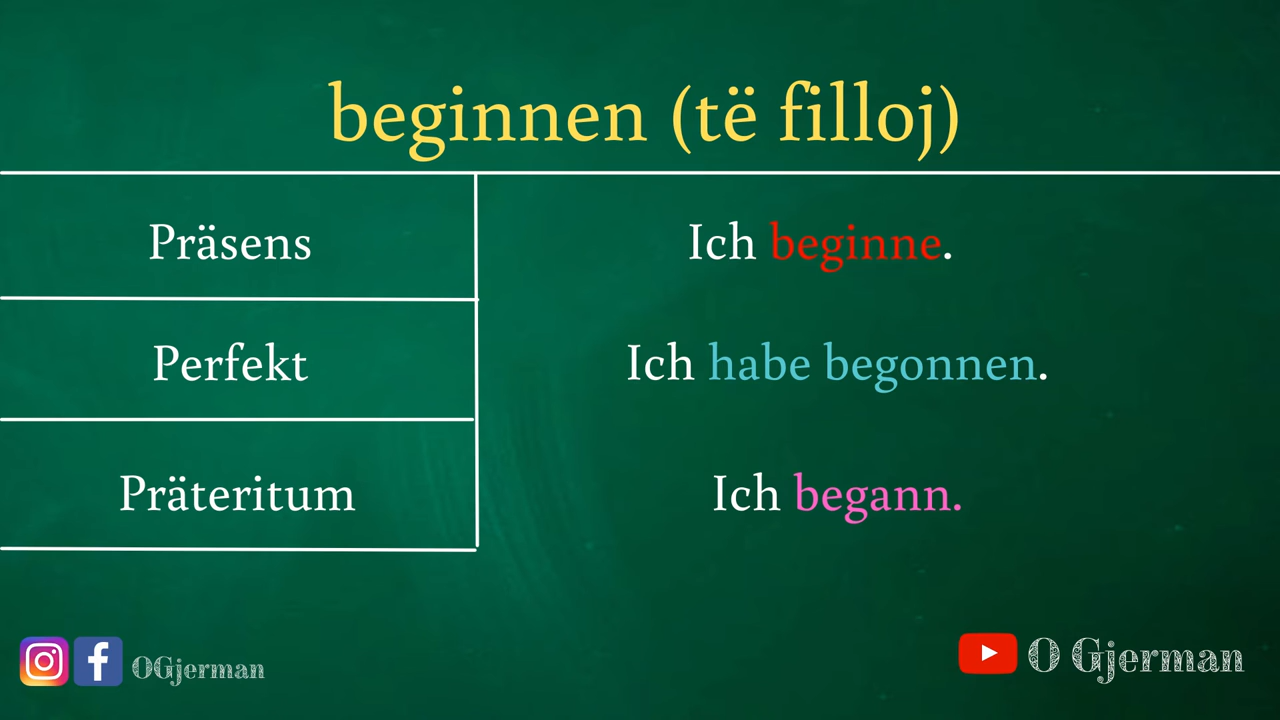 beginnen (të filloj)
Präsens
Ich beginne.
Perfekt
Ich habe begonnen.
Präteritum
Ich begann.
OGjerman
O Gjerman